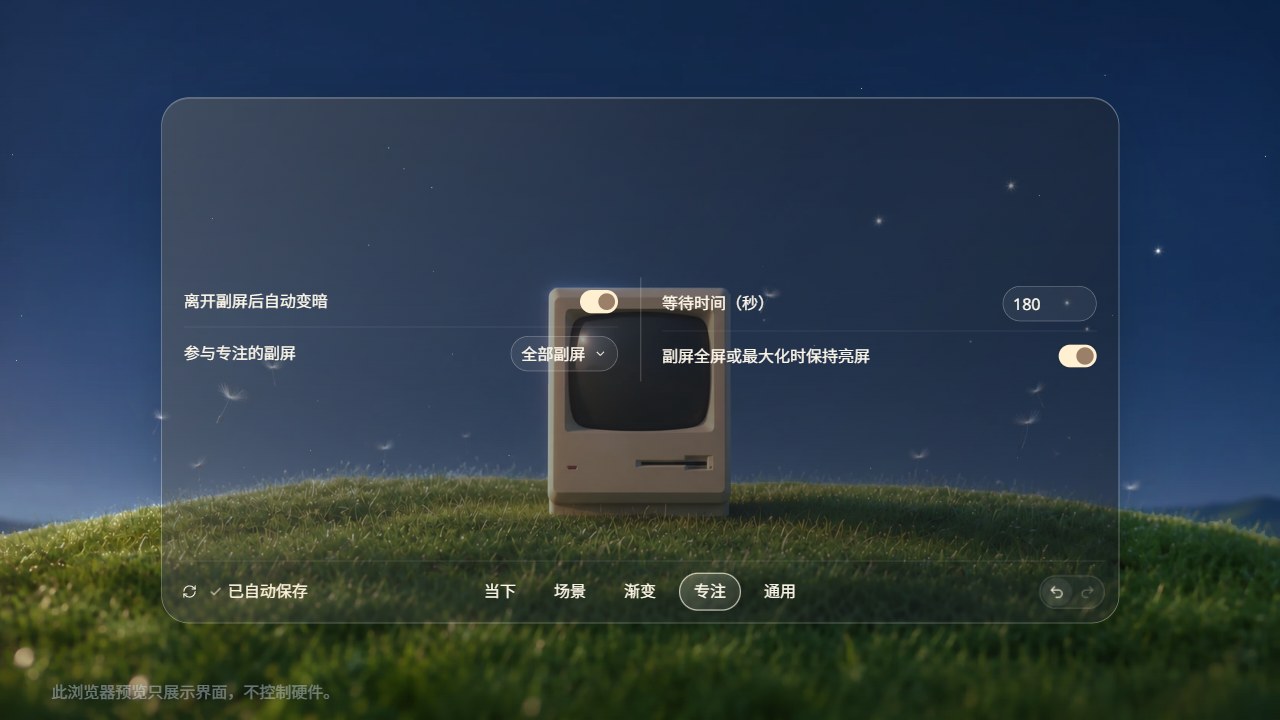 离开副屏后自动变暗
等待时间（秒）
180
参与专注的副屏
全部副屏
副屏全屏或最大化时保持亮屏
已自动保存
当下
场景
渐变
专注
通用
此浏览器预览只展示界面，不控制硬件。